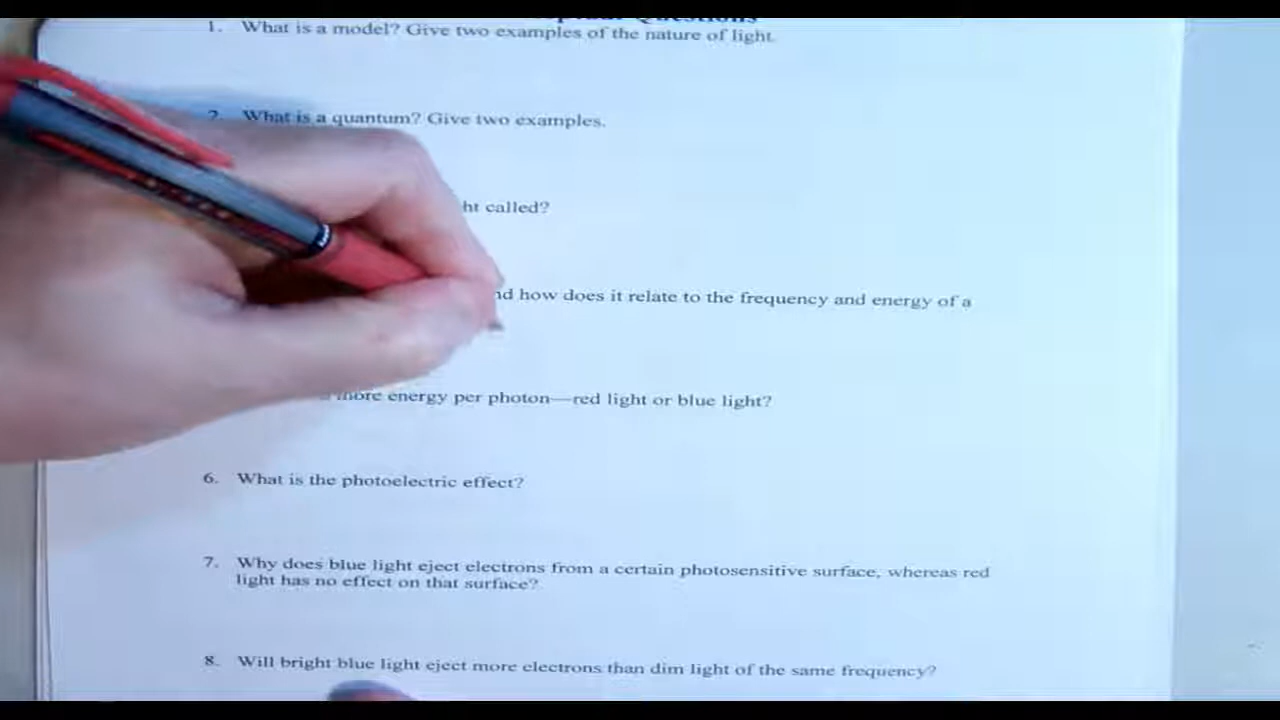 Questions
1. What is a model? Give two examples of the nature of light.
2. What is a quantum? Give two examples.
called?
how does it relate to the frequency and energy of a
more energy per photon—red light or blue light?
6. What is the photoelectric effect?
7. Why does blue light eject electrons from a certain photosensitive surface, whereas red
light has no effect on that surface?
8. Will bright blue light eject more electrons than dim light of the same frequency?